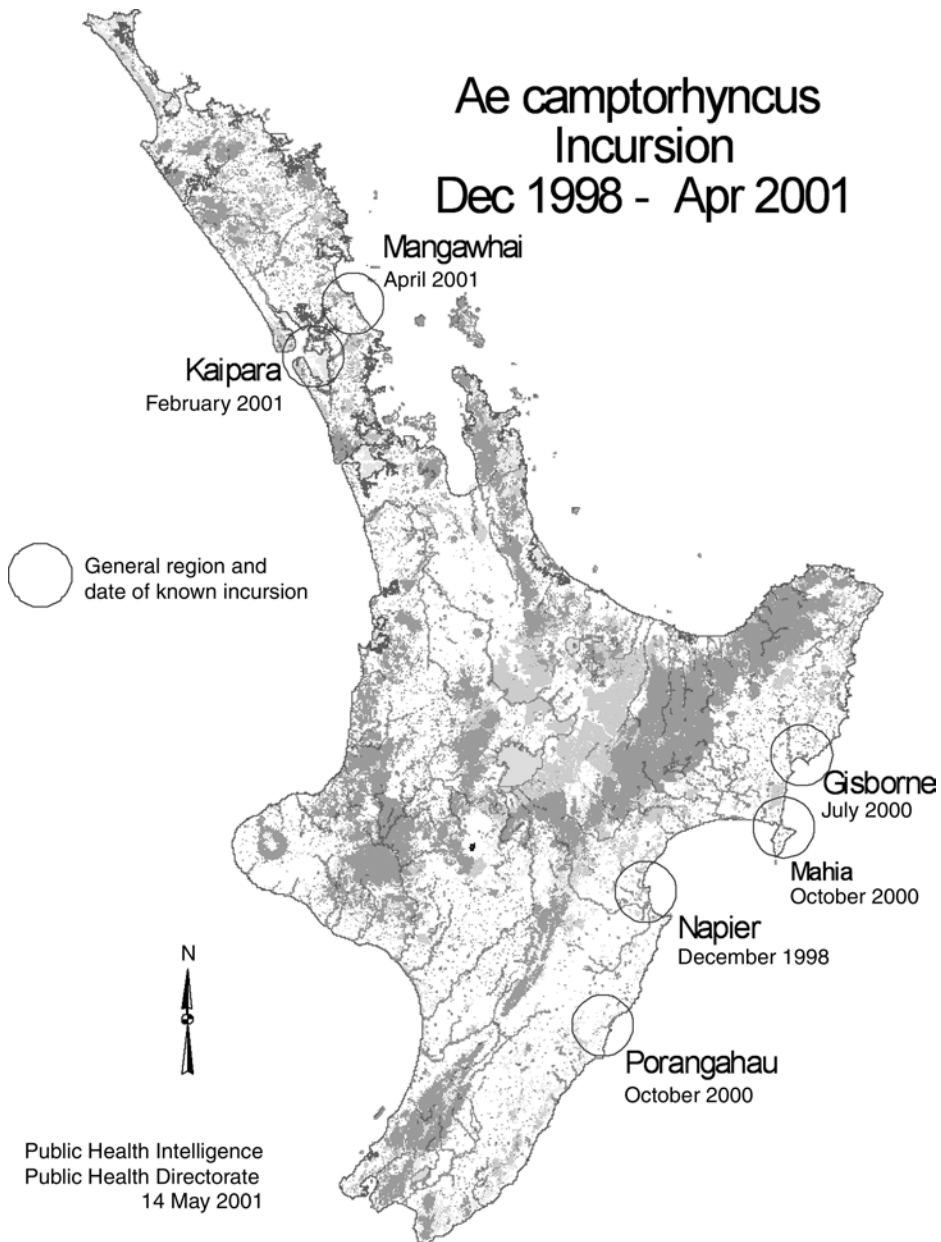 Ae camptorhyncus
Incursion
Dec 1998 - Apr 2001
Mangawhai
April 2001
Kaipara
February 2001
General region and
date of known incursion
Gisborne
July 2000
Mahia
October 2000
Napier
December 1998
N
Porangahau
October 2000
Public Health Intelligence
Public Health Directorate
14 May 2001